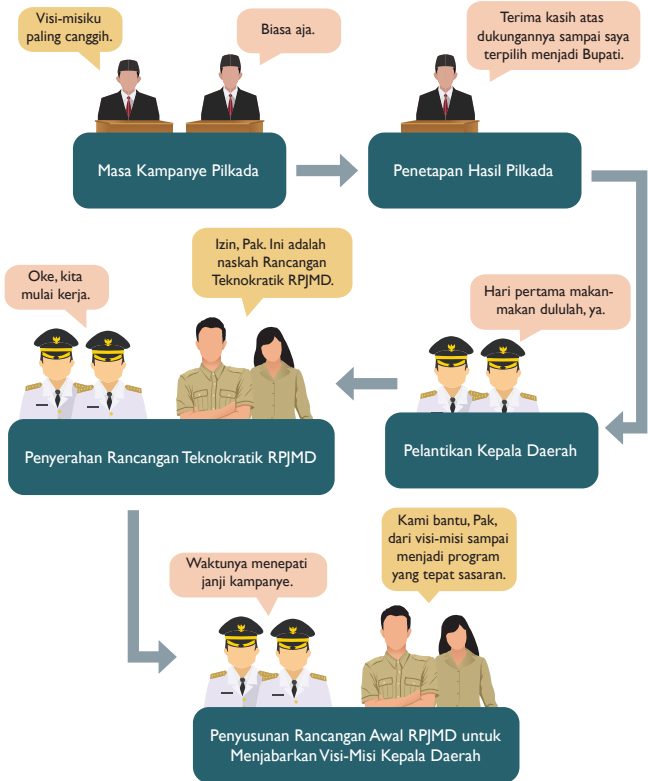 Visi-misiku
paling canggih.
Biasa aja.
Terima kasih atas
dukungannya sampai saya
terpilih menjadi Bupati.
Masa Kampanye Pilkada
Penetapan Hasil Pilkada
Izin, Pak. Ini adalah
naskah Rancangan
Teknokratik RPJMD.
Oke, kita
mulai kerja.
Hari pertama makan-
makan dululah, ya.
Penyerahan Rancangan Teknokratik RPJMD
Pelantikan Kepala Daerah
Kami bantu, Pak,
dari visi-misi sampai
menjadi program
yang tepat sasaran.
Waktunya menepati
janji kampanye.
Penyusunan Rancangan Awal RPJMD untuk
Menjabarkan Visi-Misi Kepala Daerah